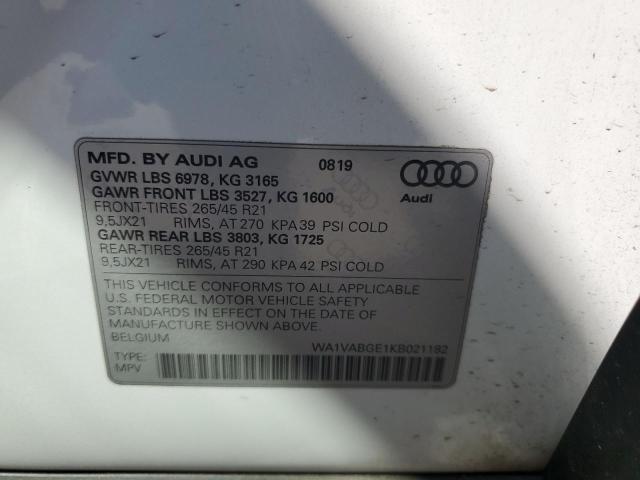 MFD. BY AUDI AG 0819
GVWR LBS 6978, KG 3165
GAWR FRONT LBS 3527, KG 1600
FRONT-TIRES 265/45 R21
9,5JX21 RIMS, AT 270 KPA 39 PSI COLD
GAWR REAR LBS 3803, KG 1725
REAR-TIRES 265/45 R21
9,5JX21 RIMS, AT 290 KPA 42 PSI COLD
Audi
THIS VEHICLE CONFORMS TO ALL APPLICABLE
U.S. FEDERAL MOTOR VEHICLE SAFETY
STANDARDS IN EFFECT ON THE DATE OF
MANUFACTURE SHOWN ABOVE.
BELGIUM
WA1VABGE1KB021182
TYPE:
MPV